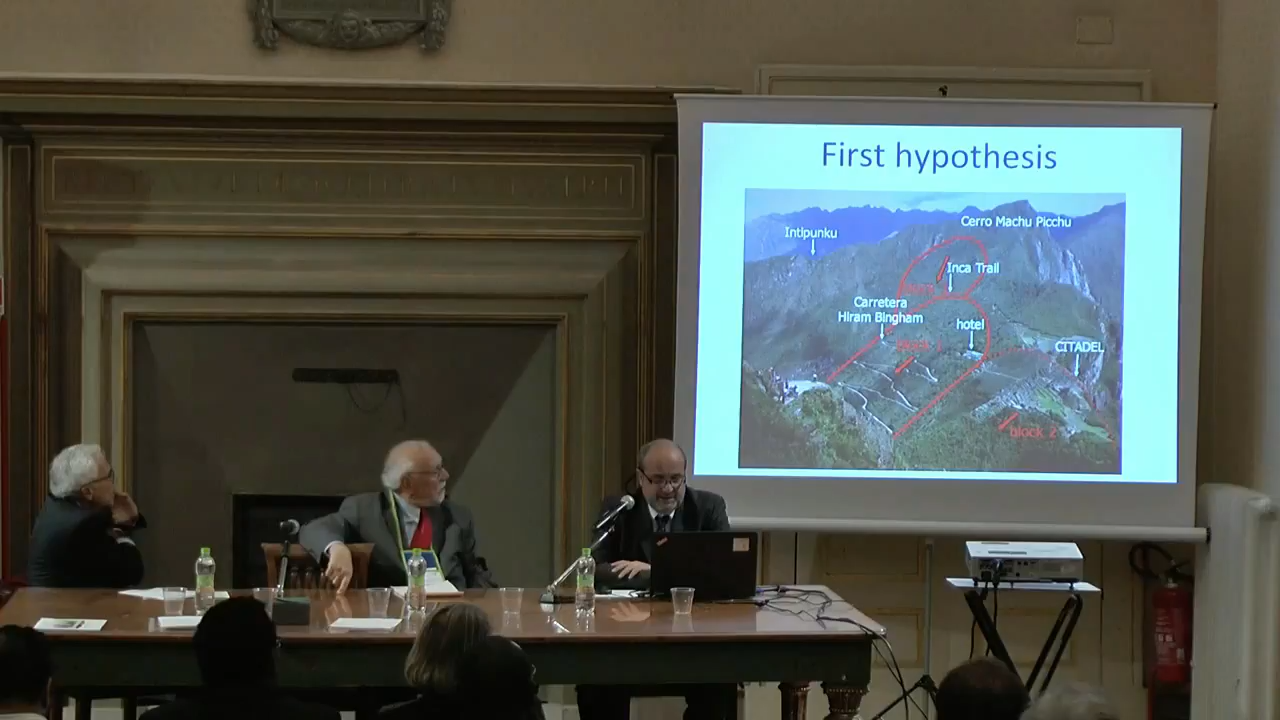 First hypothesis
Cerro Machu Picchu
Intipunku
Inca Trail
Carretera
Hiram Bingham
hotel
block 1
CITADEL
block 2